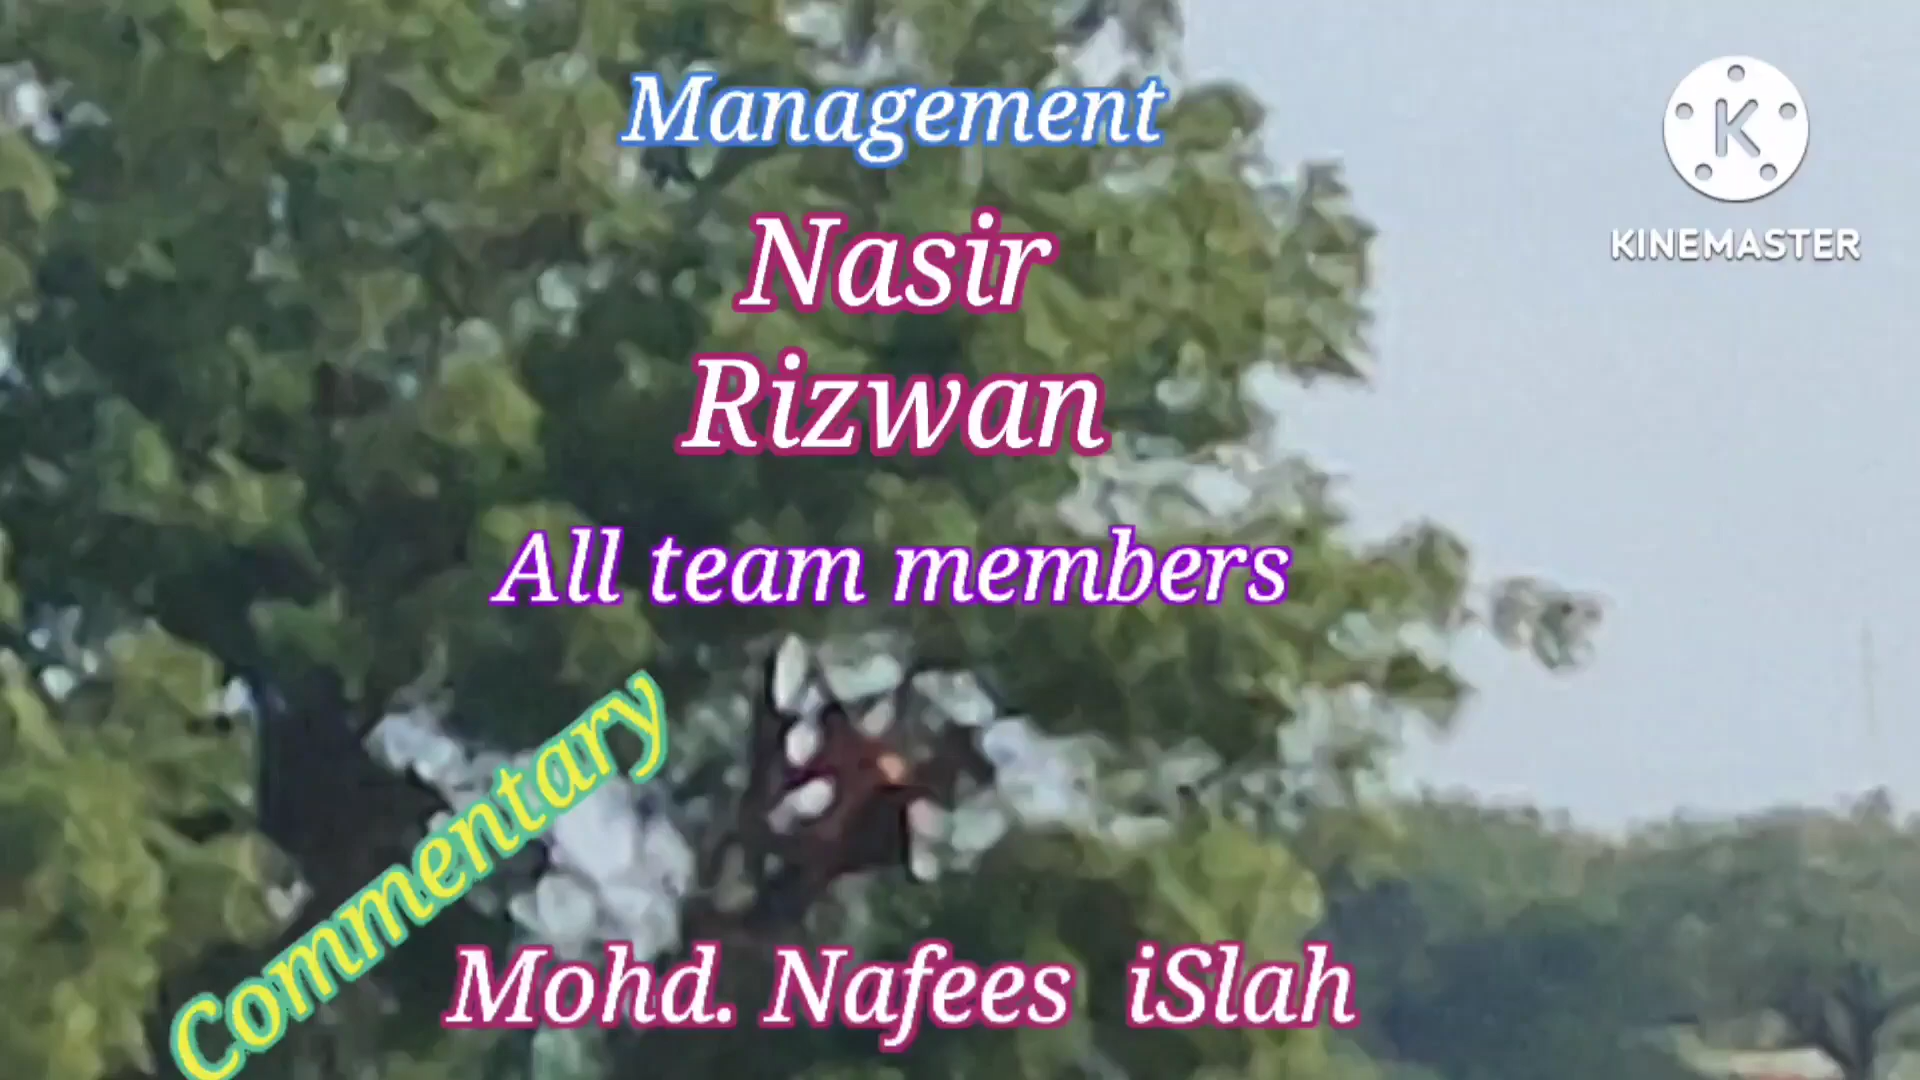 Management
Nasir
Rizwan
All team members
Commentary
Mohd. Nafees iSlah
K
KINEMASTER